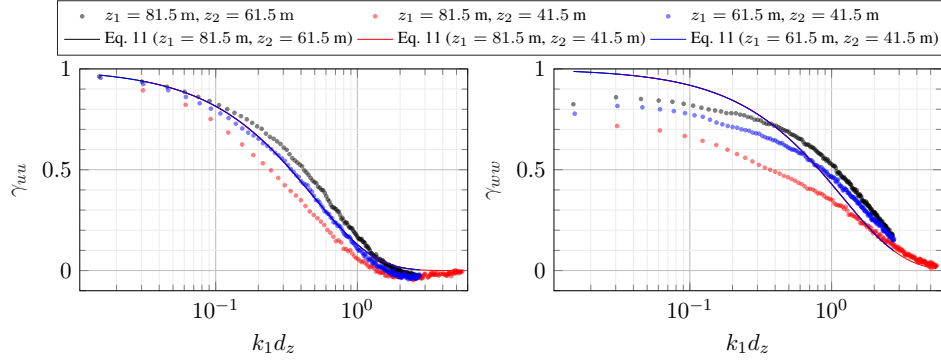 z₁ = 81.5 m, z₂ = 61.5 m z₁ = 81.5 m, z₂ = 41.5 m z₁ = 61.5 m, z₂ = 41.5 m
Eq. 11 (z₁ = 81.5 m, z₂ = 61.5 m) Eq. 11 (z₁ = 81.5 m, z₂ = 41.5 m) Eq. 11 (z₁ = 61.5 m, z₂ = 41.5 m)
1
0.5
0
γᵤᵤ
10⁻¹ 10⁰
k₁d_z
1
0.5
0
γ_ww
10⁻¹ 10⁰
k₁d_z